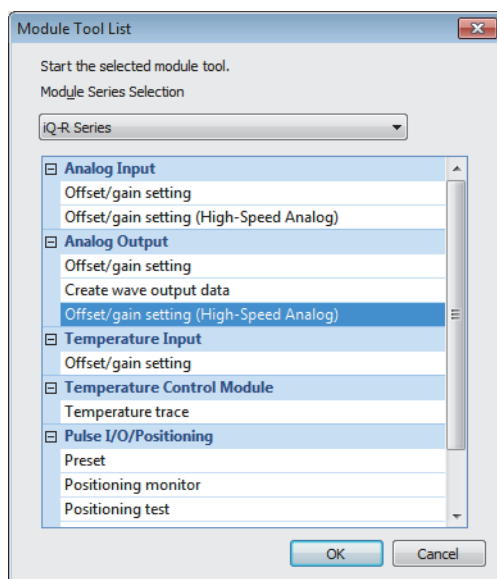 Module Tool List
Start the selected module tool.
Module Series Selection
iQ-R Series
Analog Input
Offset/gain setting
Offset/gain setting (High-Speed Analog)
Analog Output
Offset/gain setting
Create wave output data
Offset/gain setting (High-Speed Analog)
Temperature Input
Offset/gain setting
Temperature Control Module
Temperature trace
Pulse I/O/Positioning
Preset
Positioning monitor
Positioning test
OK Cancel